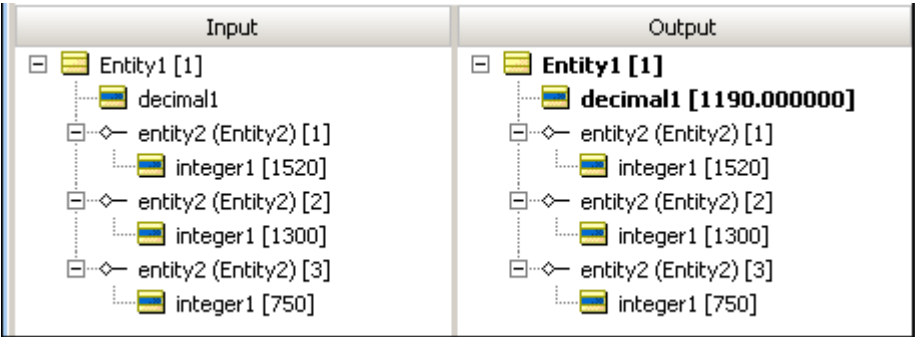 Input Output
Entity1 [1] Entity1 [1]
decimal1 decimal1 [1190.000000]
entity2 (Entity2) [1] entity2 (Entity2) [1]
integer1 [1520] integer1 [1520]
entity2 (Entity2) [2] entity2 (Entity2) [2]
integer1 [1300] integer1 [1300]
entity2 (Entity2) [3] entity2 (Entity2) [3]
integer1 [750] integer1 [750]